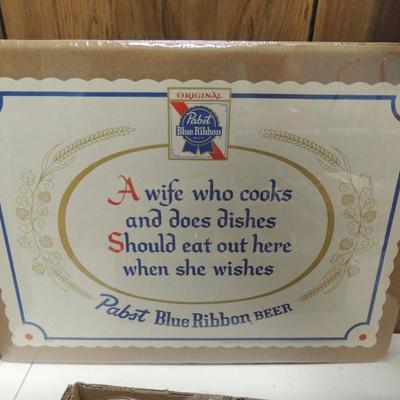 ORIGINAL
Pabst
Blue Ribbon
BEER
A wife who cooks
and does dishes
Should eat out here
when she wishes
Pabst Blue Ribbon BEER